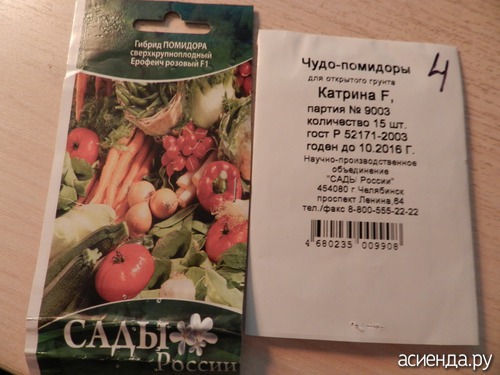 Гибрид ПОМИДОРА
сверхкрупноплодный
Ерофеич розовый F1
САДЫ
России
4
Чудо-помидоры
для открытого грунта
Катрина F,
партия № 9003
количество 15 шт.
гост Р 52171-2003
годен до 10.2016 Г.
Научно-производственное
объединение
"САДЫ России"
454080 г Челябинск
проспект Ленина,64
тел./факс 8-800-555-22-22
4 680235 009908
асиенда.ру